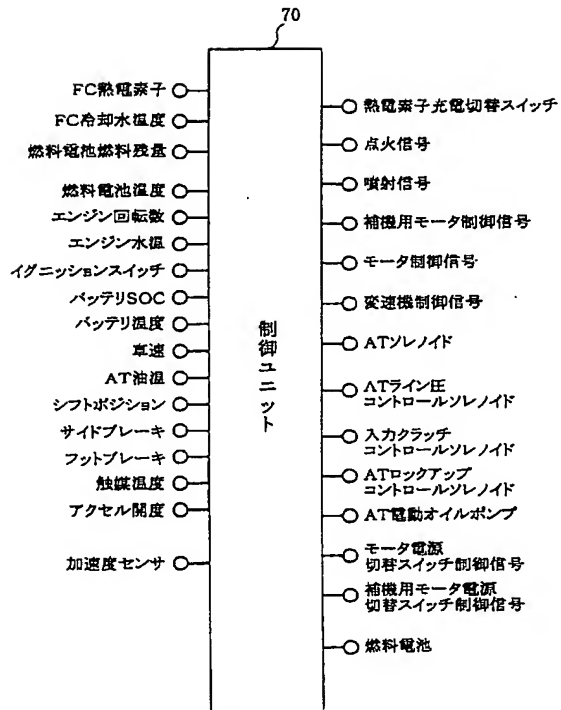 70
FC熱電素子
FC冷却水温度
燃料電池燃料残量
燃料電池温度
エンジン回転数
エンジン水温
イグニッションスイッチ
バッテリSOC
バッテリ温度
車速
AT油温
シフトポジション
サイドブレーキ
フットブレーキ
触媒温度
アクセル開度
加速度センサ
制御ユニット
熱電素子充電切替スイッチ
点火信号
噴射信号
補機用モータ制御信号
モータ制御信号
変速機制御信号
ATソレノイド
ATライン圧
コントロールソレノイド
入力クラッチ
コントロールソレノイド
ATロックアップ
コントロールソレノイド
AT電動オイルポンプ
モータ電源
切替スイッチ制御信号
補機用モータ電源
切替スイッチ制御信号
燃料電池